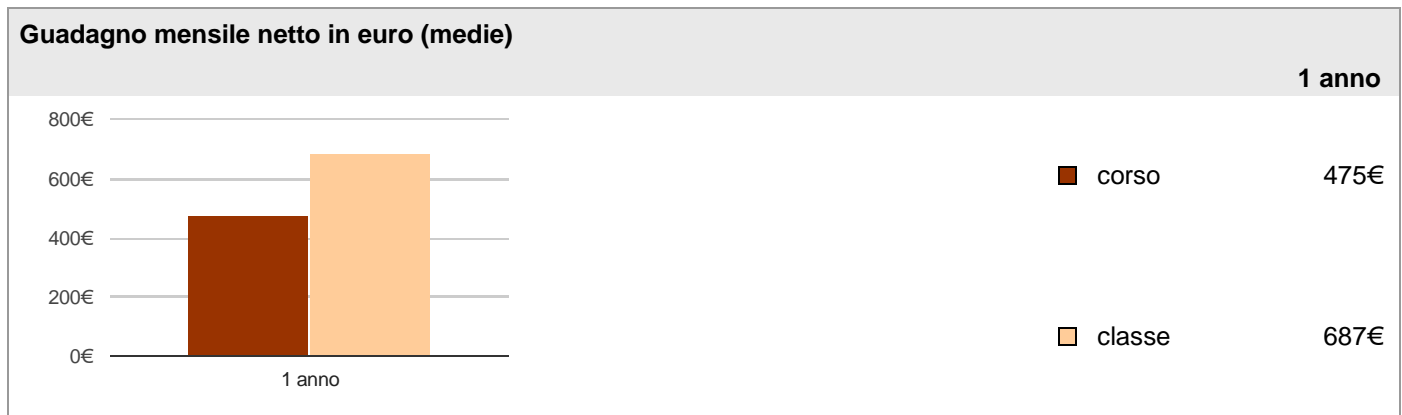 Guadagno mensile netto in euro (medie)
1 anno
800€
600€
400€
200€
0€
1 anno
corso 475€
classe 687€